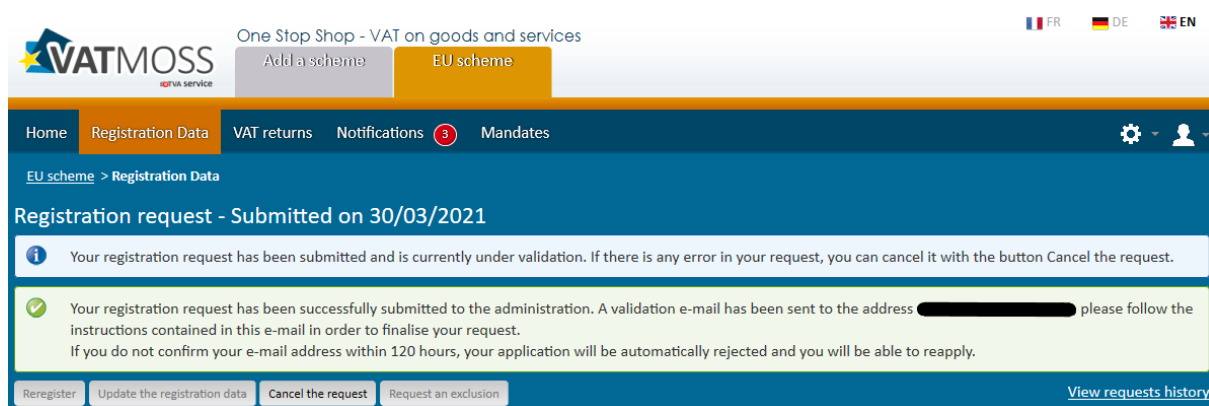 VATMOSS
eTVA service
One Stop Shop - VAT on goods and services
FR DE EN
Add a scheme EU scheme
Home Registration Data VAT returns Notifications 3 Mandates
EU scheme > Registration Data
Registration request - Submitted on 30/03/2021
Your registration request has been submitted and is currently under validation. If there is any error in your request, you can cancel it with the button Cancel the request.
Your registration request has been successfully submitted to the administration. A validation e-mail has been sent to the address please follow the
instructions contained in this e-mail in order to finalise your request.
If you do not confirm your e-mail address within 120 hours, your application will be automatically rejected and you will be able to reapply.
Reregister Update the registration data Cancel the request Request an exclusion View requests history